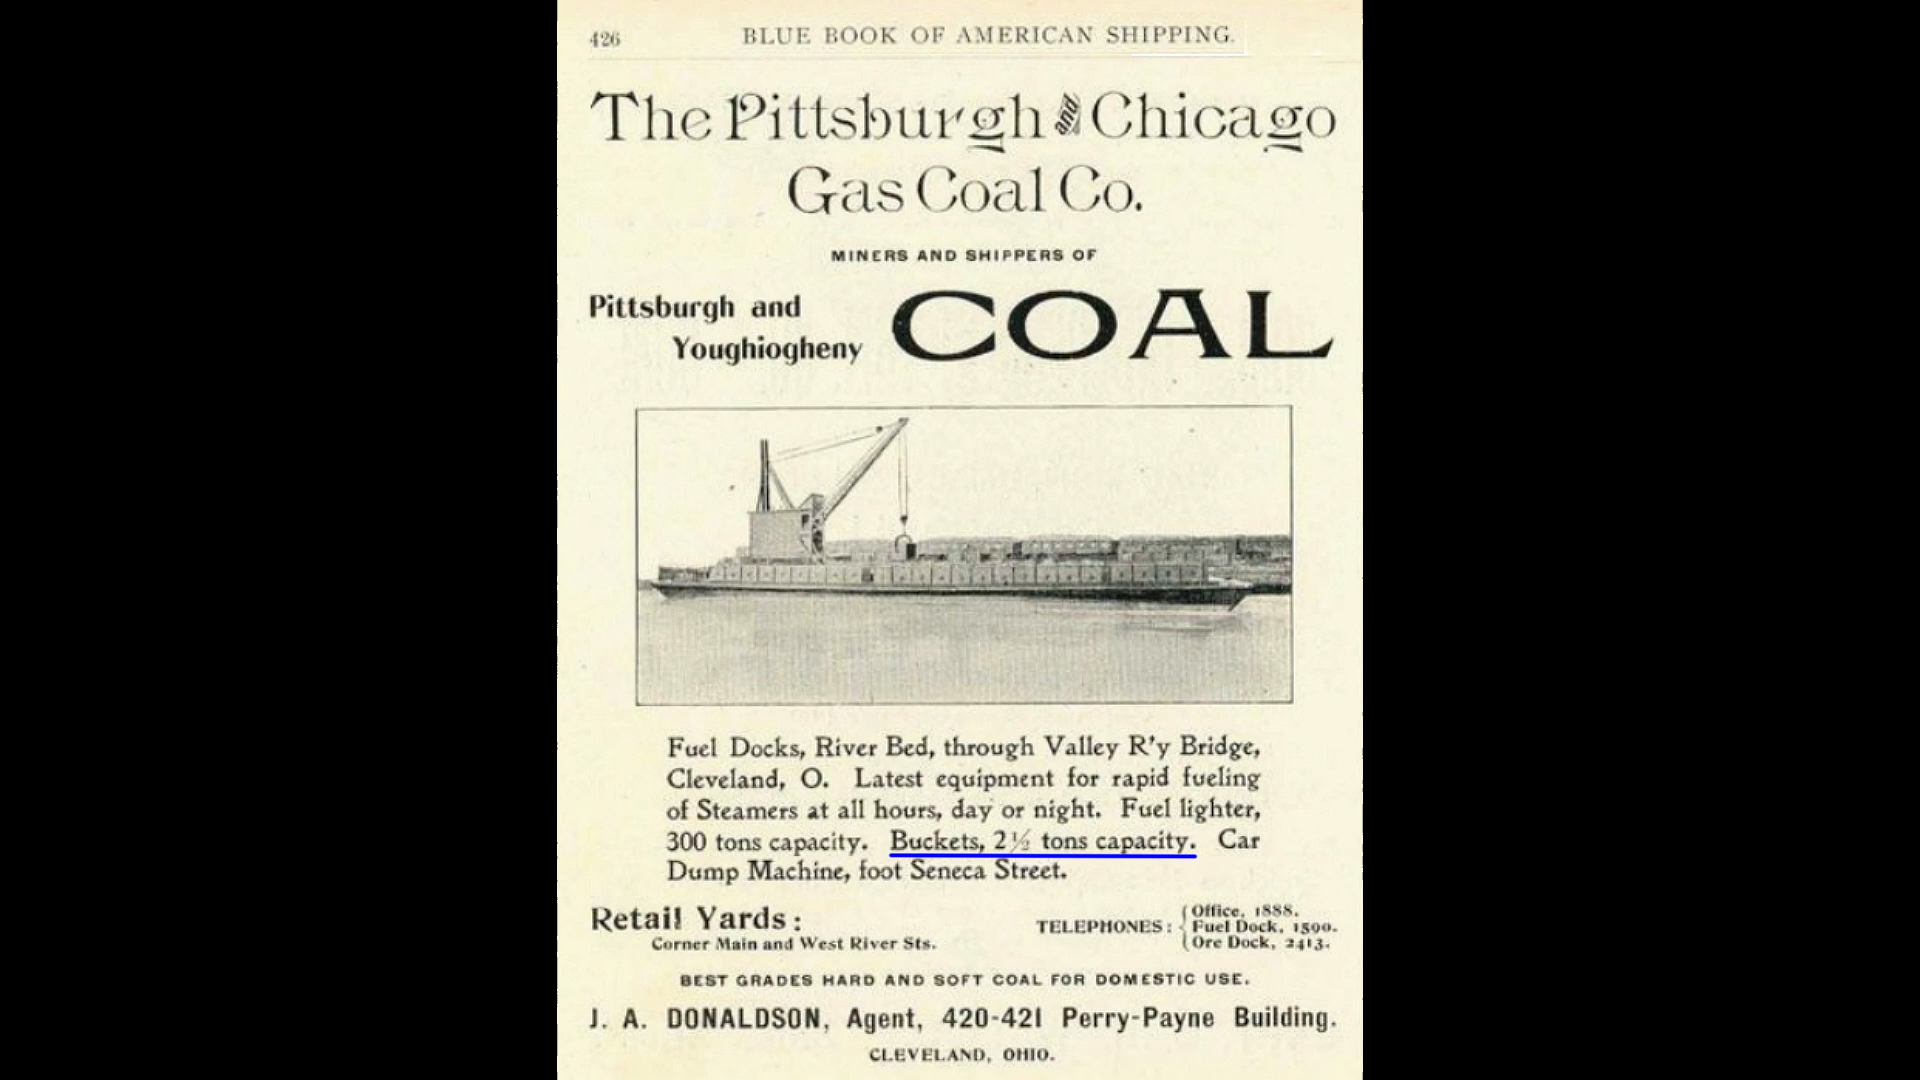 426
BLUE BOOK OF AMERICAN SHIPPING.
The Pittsburgh and Chicago
Gas Coal Co.
MINERS AND SHIPPERS OF
Pittsburgh and
Youghiogheny
COAL
Fuel Docks, River Bed, through Valley R'y Bridge,
Cleveland, O. Latest equipment for rapid fueling
of Steamers at all hours, day or night. Fuel lighter,
300 tons capacity. Buckets, 2½ tons capacity. Car
Dump Machine, foot Seneca Street.
Retail Yards:
Corner Main and West River Sts.
TELEPHONES:
Office, 1888.
Fuel Dock, 1590.
Ore Dock, 2413.
BEST GRADES HARD AND SOFT COAL FOR DOMESTIC USE.
J. A. DONALDSON, Agent, 420-421 Perry-Payne Building.
CLEVELAND, OHIO.